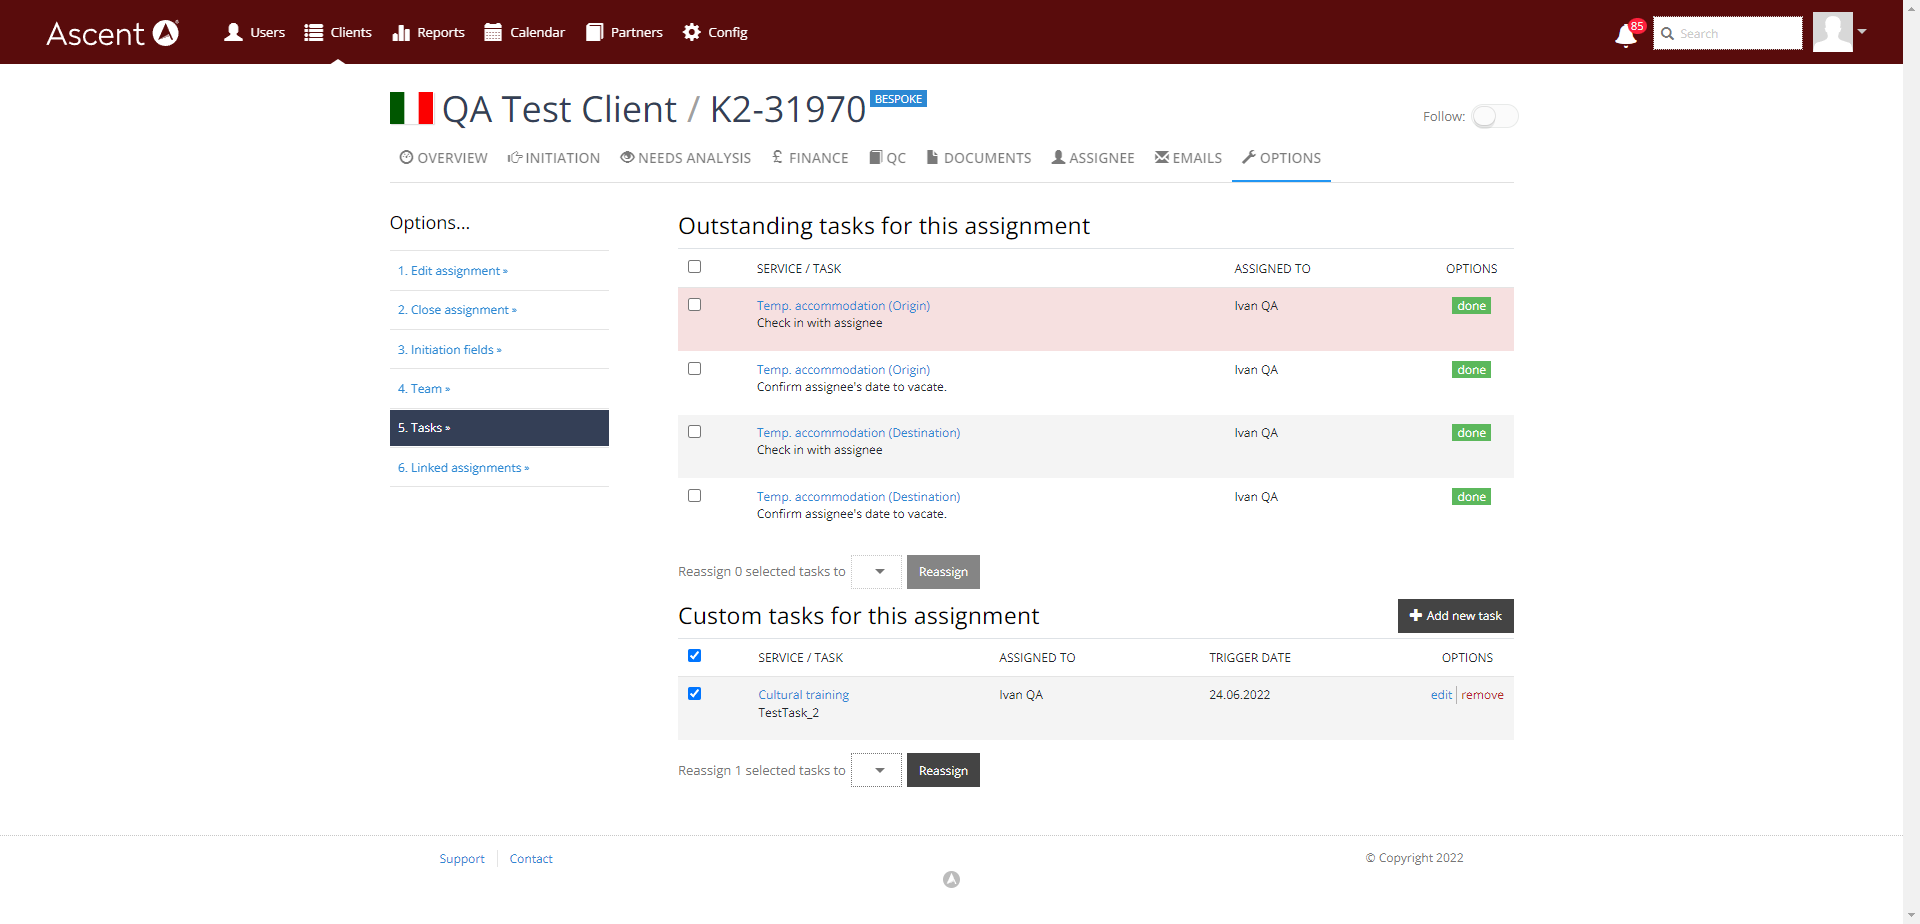 Ascent
Users
Clients
Reports
Calendar
Partners
Config
85
Search
QA Test Client / K2-31970 BESPOKE
Follow:
OVERVIEW
INITIATION
NEEDS ANALYSIS
£ FINANCE
QC
DOCUMENTS
ASSIGNEE
EMAILS
OPTIONS
Options...
1. Edit assignment »
2. Close assignment »
3. Initiation fields »
4. Team »
5. Tasks »
6. Linked assignments »
Outstanding tasks for this assignment
SERVICE / TASK ASSIGNED TO OPTIONS
Temp. accommodation (Origin) Ivan QA done
Check in with assignee
Temp. accommodation (Origin) Ivan QA done
Confirm assignee's date to vacate.
Temp. accommodation (Destination) Ivan QA done
Check in with assignee
Temp. accommodation (Destination) Ivan QA done
Confirm assignee's date to vacate.
Reassign 0 selected tasks to Reassign
Custom tasks for this assignment Add new task
SERVICE / TASK ASSIGNED TO TRIGGER DATE OPTIONS
Cultural training Ivan QA 24.06.2022 edit remove
TestTask_2
Reassign 1 selected tasks to Reassign
Support Contact © Copyright 2022